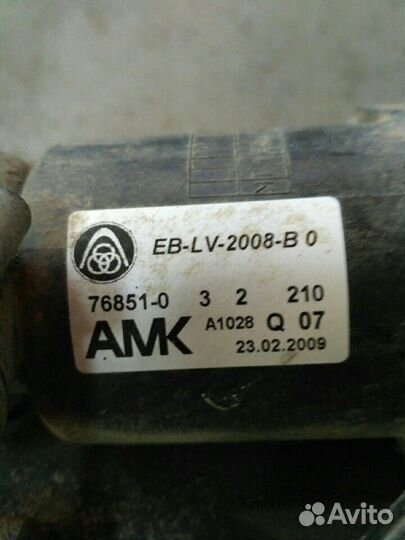 EB-LV-2008-B 0
76851-0 3 2 210
AMK A1028 Q 07
23.02.2009
Avito